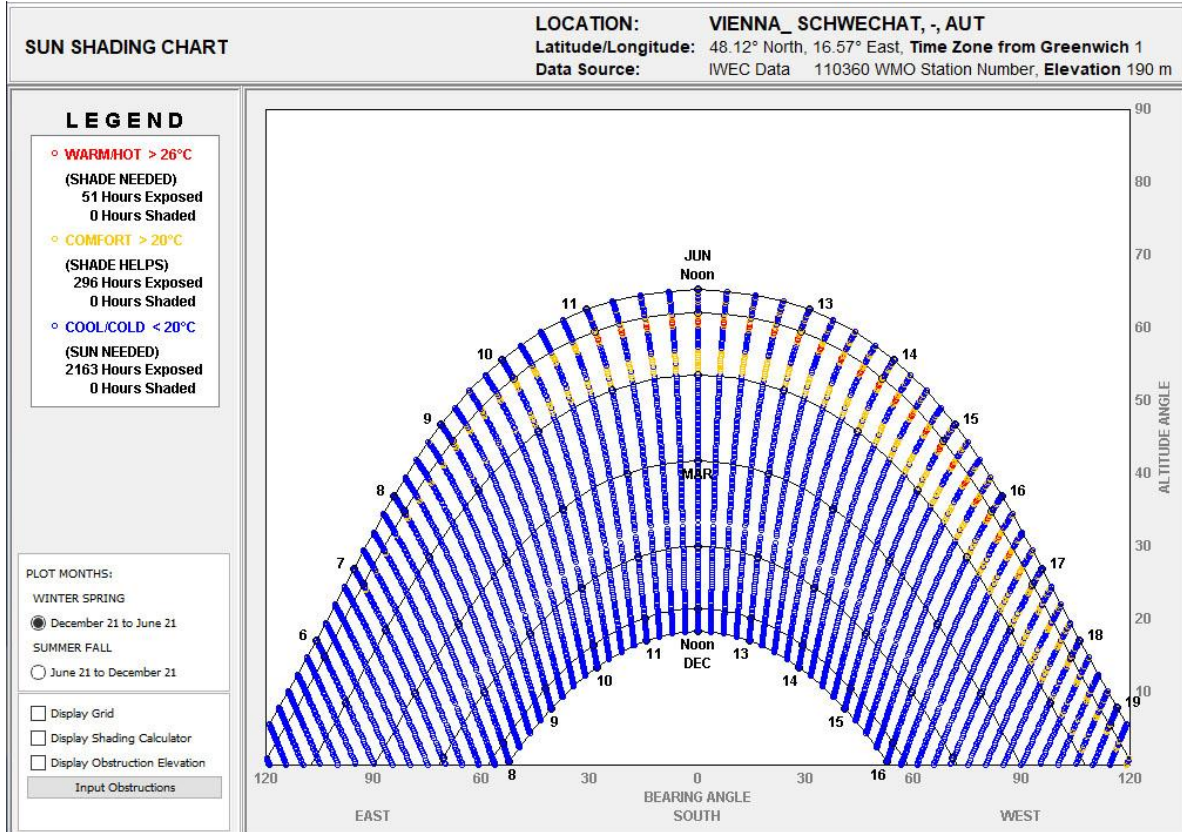 SUN SHADING CHART
LOCATION: VIENNA_ SCHWECHAT, -, AUT
Latitude/Longitude: 48.12° North, 16.57° East, Time Zone from Greenwich 1
Data Source: IWEC Data 110360 WMO Station Number, Elevation 190 m
LEGEND
WARM/HOT > 26°C
(SHADE NEEDED)
51 Hours Exposed
0 Hours Shaded
COMFORT > 20°C
(SHADE HELPS)
296 Hours Exposed
0 Hours Shaded
COOL/COLD < 20°C
(SUN NEEDED)
2163 Hours Exposed
0 Hours Shaded
PLOT MONTHS:
WINTER SPRING
December 21 to June 21
SUMMER FALL
June 21 to December 21
Display Grid
Display Shading Calculator
Display Obstruction Elevation
Input Obstructions
90
80
70
60
50
40
30
20
10
ALTITUDE ANGLE
JUN
Noon
11 13
10 14
9 15
8 16
7 17
6 18
19
MAR
Noon
DEC
11 13
10 14
9 15
8 16
120 90 60 30 0 30 60 90 120
BEARING ANGLE
EAST SOUTH WEST